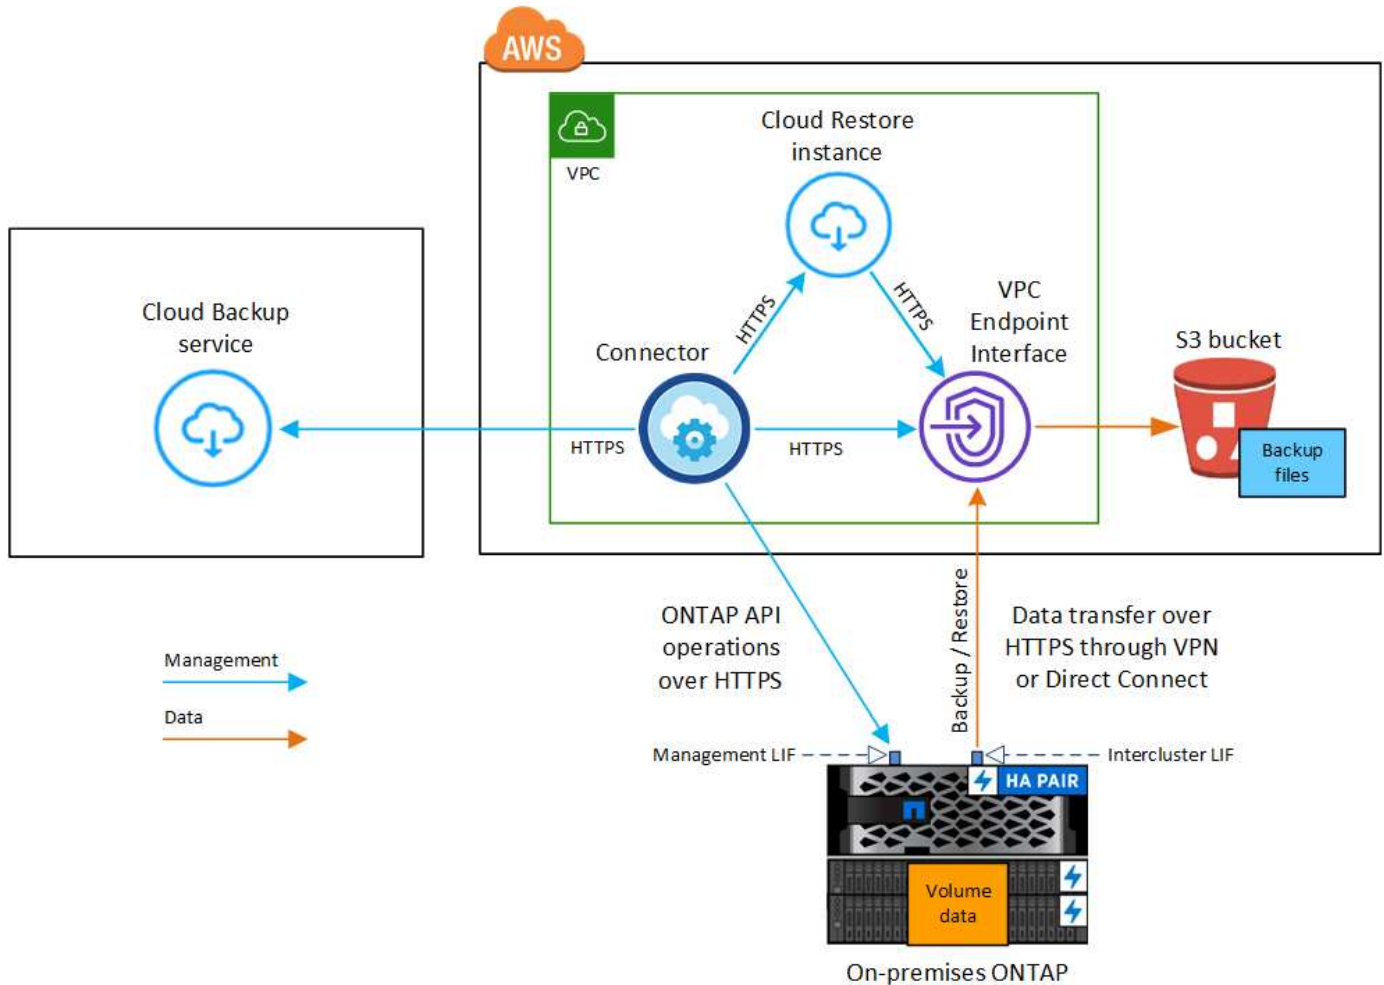 AWS
VPC
Cloud Restore
instance
Cloud Backup
service
Connector
VPC
Endpoint
Interface
S3 bucket
Backup
files
HTTPS
HTTPS
HTTPS
HTTPS
ONTAP API
operations
over HTTPS
Backup / Restore
Data transfer over
HTTPS through VPN
or Direct Connect
Management
Data
Management LIF
Intercluster LIF
HA PAIR
Volume
data
On-premises ONTAP